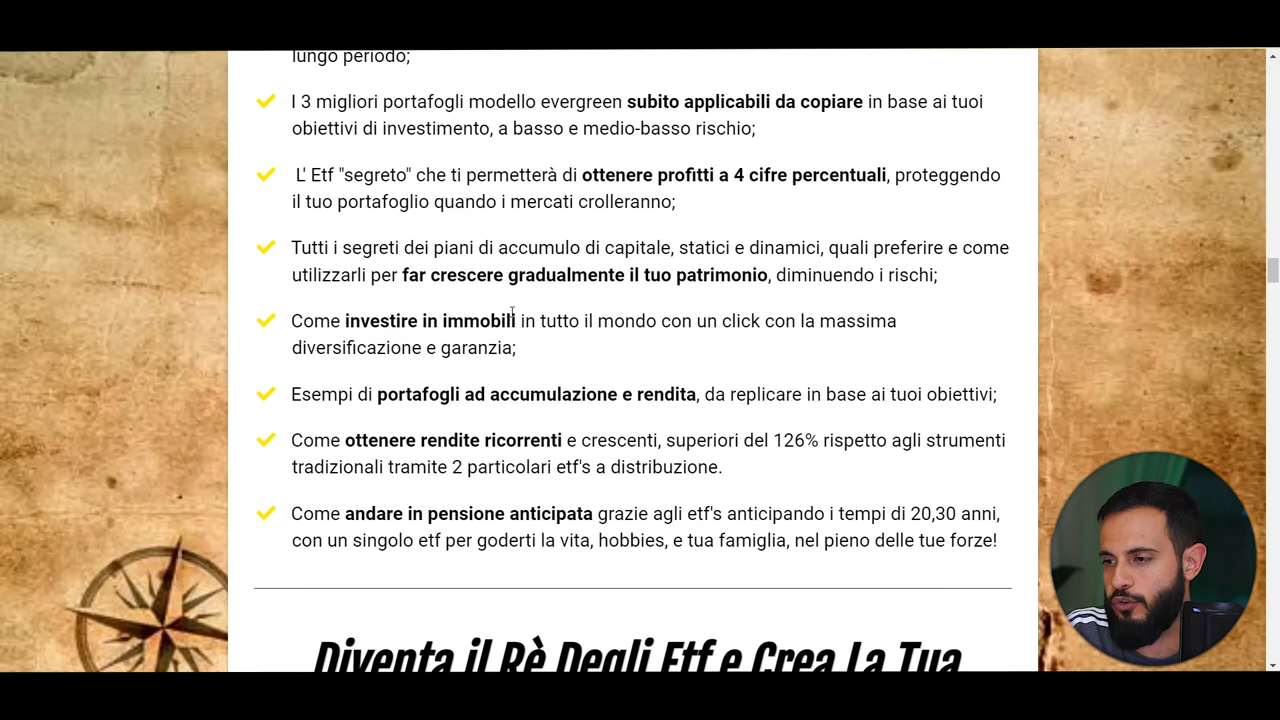 lungo periodo;
I 3 migliori portafogli modello evergreen subito applicabili da copiare in base ai tuoi
obiettivi di investimento, a basso e medio-basso rischio;
L' Etf "segreto" che ti permetterà di ottenere profitti a 4 cifre percentuali, proteggendo
il tuo portafoglio quando i mercati crolleranno;
Tutti i segreti dei piani di accumulo di capitale, statici e dinamici, quali preferire e come
utilizzarli per far crescere gradualmente il tuo patrimonio, diminuendo i rischi;
Come investire in immobili in tutto il mondo con un click con la massima
diversificazione e garanzia;
Esempi di portafogli ad accumulazione e rendita, da replicare in base ai tuoi obiettivi;
Come ottenere rendite ricorrenti e crescenti, superiori del 126% rispetto agli strumenti
tradizionali tramite 2 particolari etf's a distribuzione.
Come andare in pensione anticipata grazie agli etf's anticipando i tempi di 20,30 anni,
con un singolo etf per goderti la vita, hobbies, e tua famiglia, nel pieno delle tue forze!
Diventa il Rè Degli Etf e Crea La Tua